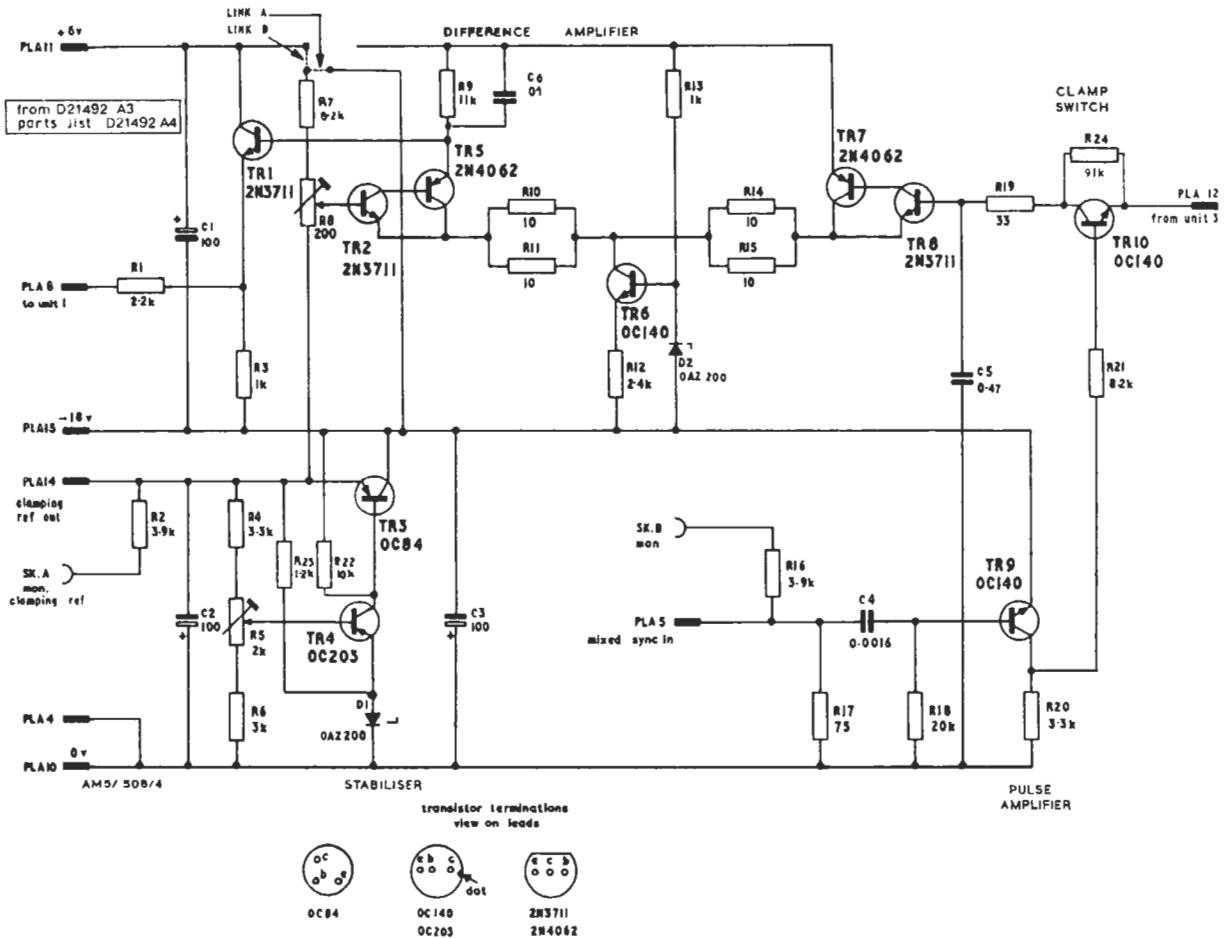 LINK A
LINK B
+6v
PLA11
DIFFERENCE AMPLIFIER
from D21492 A3
parts list D21492 A4
R7
8·2k
R9
11k
C6
·01
R13
1k
CLAMP
SWITCH
R24
91k
TR1
2N3711
TR5
2N4062
TR7
2N4062
R8
200
TR2
2N3711
R10
10
R11
10
R14
10
R15
10
TR8
2N3711
R19
33
TR10
OC140
PLA 12
from unit 3
+
C1
100
R1
2·2k
to unit 1
TR6
OC140
R3
1k
R12
2·4k
D2
OAZ 200
C5
0·47
R21
8·2k
PLA15
PLA14
clamping
ref out
R2
3·9k
R4
3·3k
TR3
OC84
SK.A
mon.
clamping ref
1·2k
R22
10k
SK.B
mon
R16
3·9k
TR9
OC140
C2
100
+
R5
2k
TR4
OC203
C3
100
+
PLA 5
mixed sync in
C4
0·0016
R6
3k
D1
OAZ200
R17
75
R18
20k
R20
3·3k
PLA4
0v
PLA10
AM5/508/4
STABILISER
PULSE
AMPLIFIER
transistor terminations
view on leads
c
b
e
e b c
dot
e c b
OC84
OC140
OC203
2N3711
2N4062